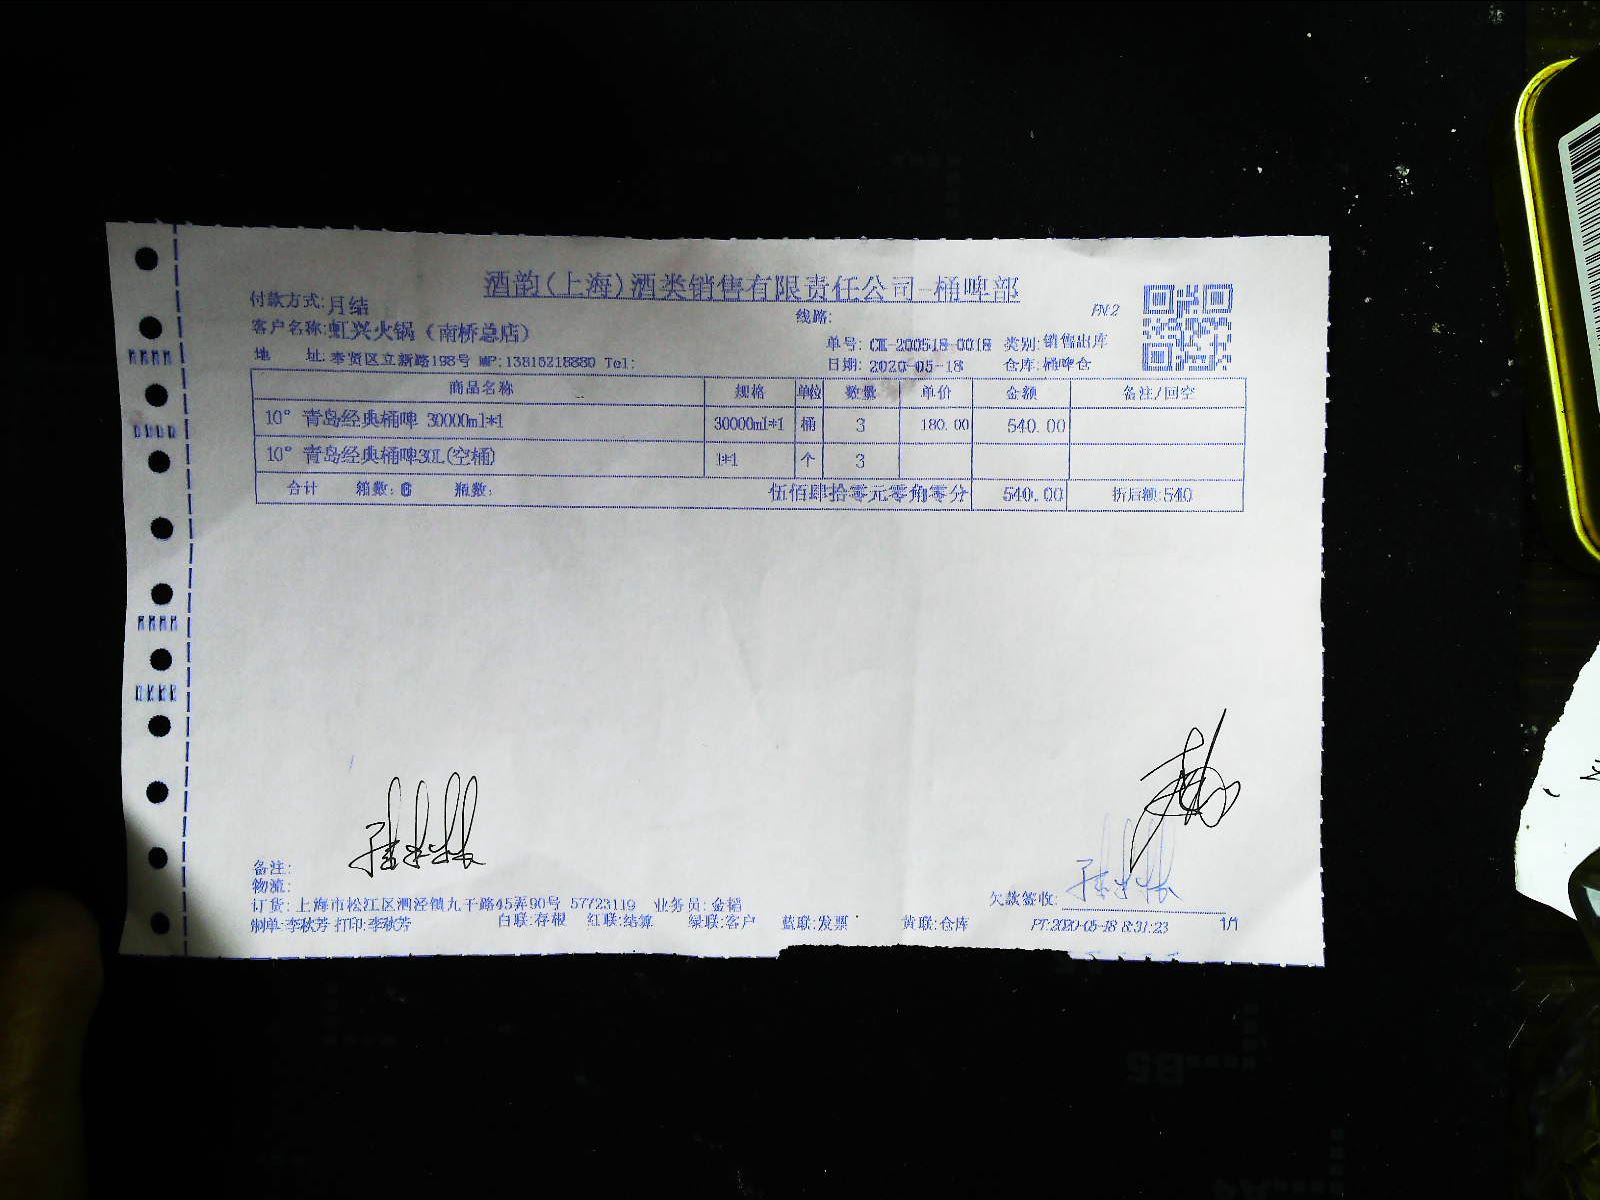 酒韵(上海)酒类销售有限责任公司-桶啤部
付款方式:月结
线路:
PN:2
客户名称:虹兴火锅(南桥总店)
单号: CK-200518-0018 类别:销售出库
地 址:奉贤区立新路198号 MP:13815218880 Tel:
日期: 2020-05-18 仓库:桶啤仓
商品名称 规格 单位 数量 单价 金额 备注/回空
10° 青岛经典桶啤 30000ml*1 30000ml*1 桶 3 180.00 540.00
10° 青岛经典桶啤30L(空桶) 1*1 个 3
合计 箱数: 6 瓶数: 伍佰肆拾零元零角零分 540.00 折后额:540
备注:
物流:
欠款签收:
订货:上海市松江区泗泾镇九干路45弄90号 57723119 业务员:金韬
制单:李秋芳 打印:李秋芳 白联:存根 红联:结算 绿联:客户 蓝联:发票 黄联:仓库 PT:2020-05-18 8:31:23 1/1